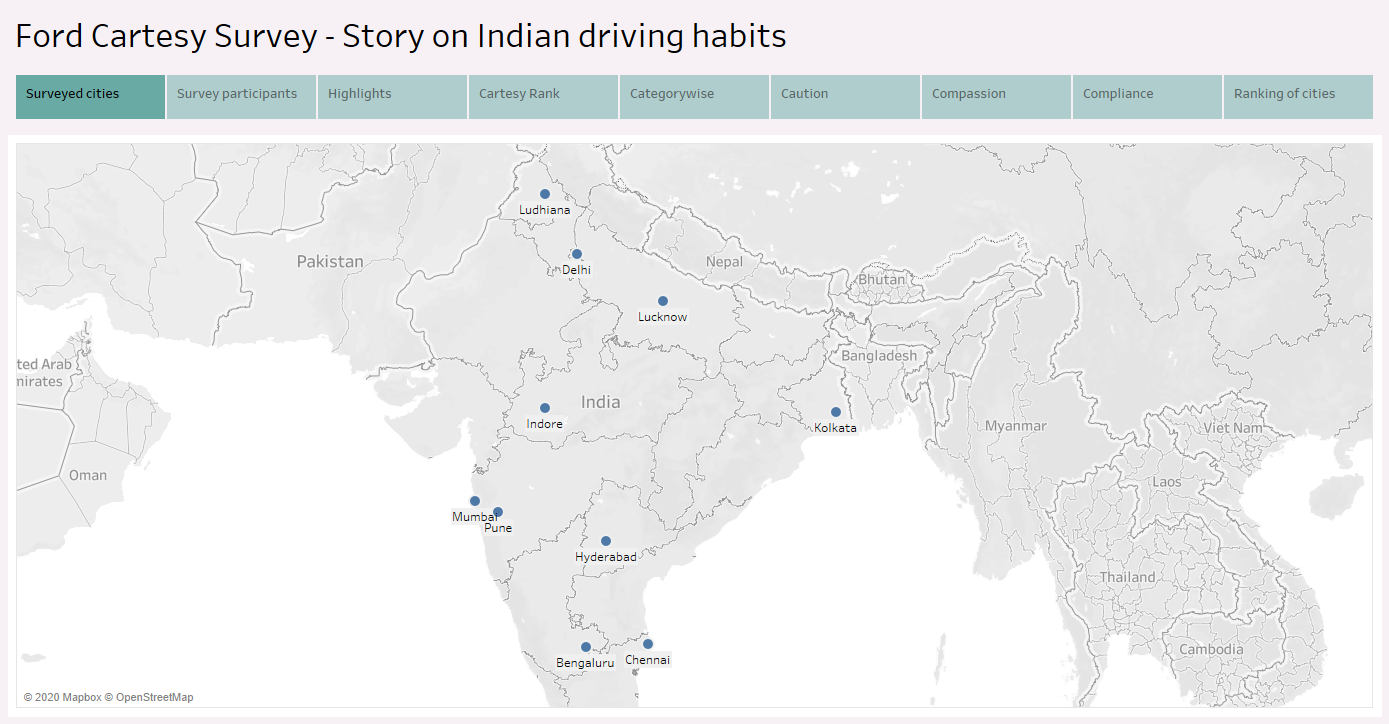 Ford Cartesy Survey - Story on Indian driving habits
Surveyed cities
Survey participants
Highlights
Cartesy Rank
Categorywise
Caution
Compassion
Compliance
Ranking of cities
Ludhiana
Pakistan
Nepal
Delhi
Bhutan
Lucknow
Bangladesh
ted Arab
mirates
India
Indore
Kolkata
Myanmar
Viet Nam
Oman
Laos
Mumbai
Pune
Hyderabad
Thailand
Cambodia
Bengaluru
Chennai
© 2020 Mapbox © OpenStreetMap